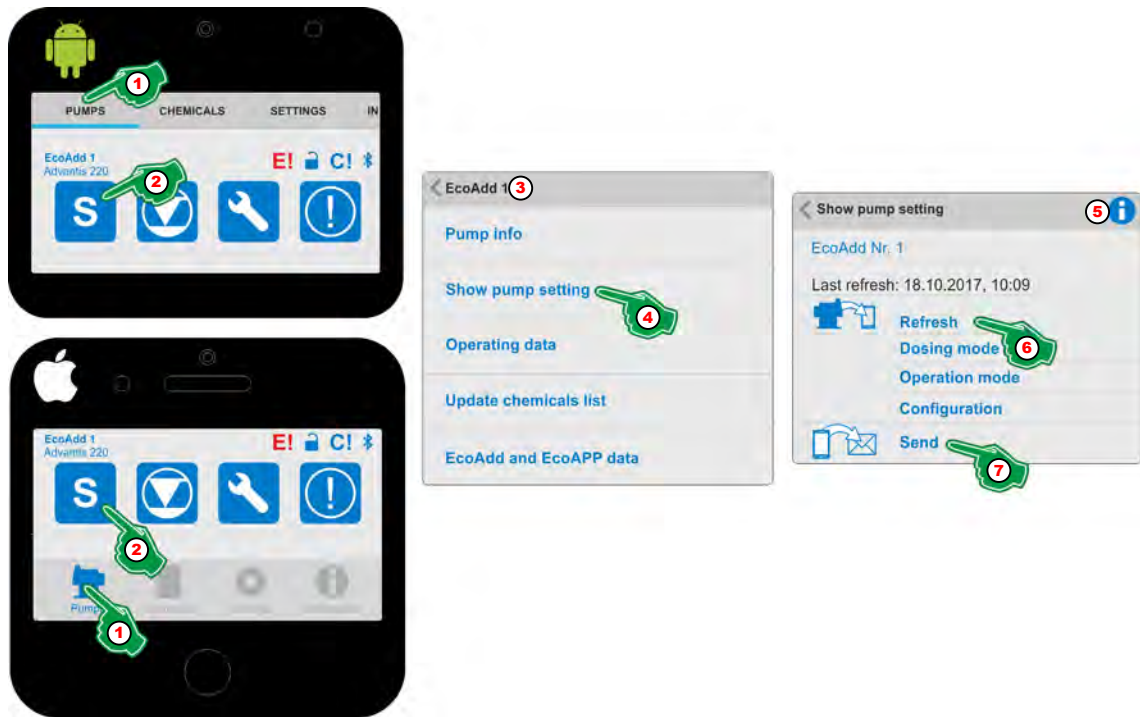 1
PUMPS CHEMICALS SETTINGS IN
EcoAdd 1 E! C!
Advantis 220
2
S !
EcoAdd 1 E! C!
Advantis 220
S !
2
Pump
1
EcoAdd 1 3
Pump info
Show pump setting
4
Operating data
Update chemicals list
EcoAdd and EcoAPP data
Show pump setting 5 i
EcoAdd Nr. 1
Last refresh: 18.10.2017, 10:09
Refresh
Dosing mode 6
Operation mode
Configuration
Send
7